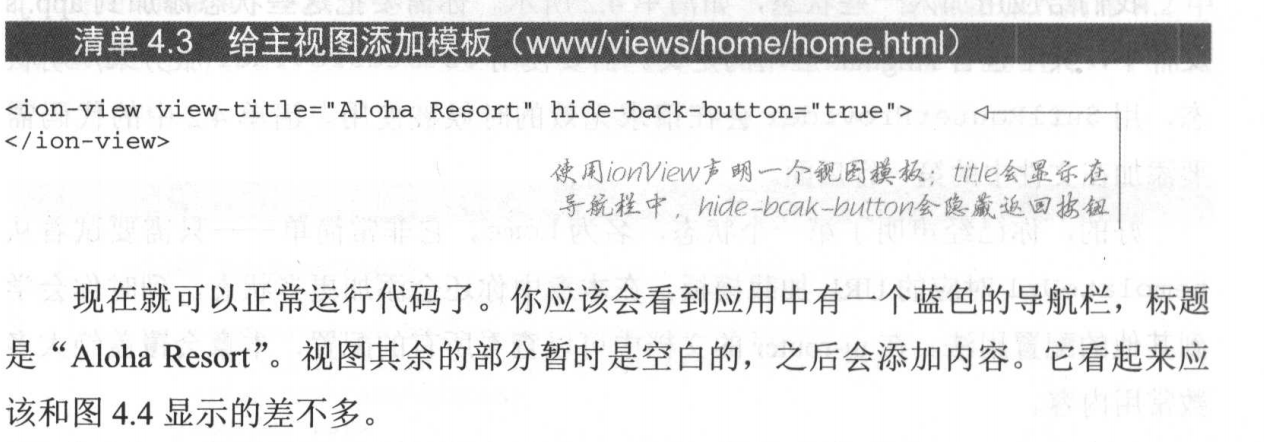 清单 4.3 给主视图添加模板（www/views/home/home.html）
<ion-view view-title="Aloha Resort" hide-back-button="true">
</ion-view>
使用ionView声明一个视图模板；title会显示在
导航栏中，hide-bcak-button会隐藏返回按钮
现在就可以正常运行代码了。你应该会看到应用中有一个蓝色的导航栏，标题
是“Aloha Resort”。视图其余的部分暂时是空白的，之后会添加内容。它看起来应
该和图 4.4 显示的差不多。